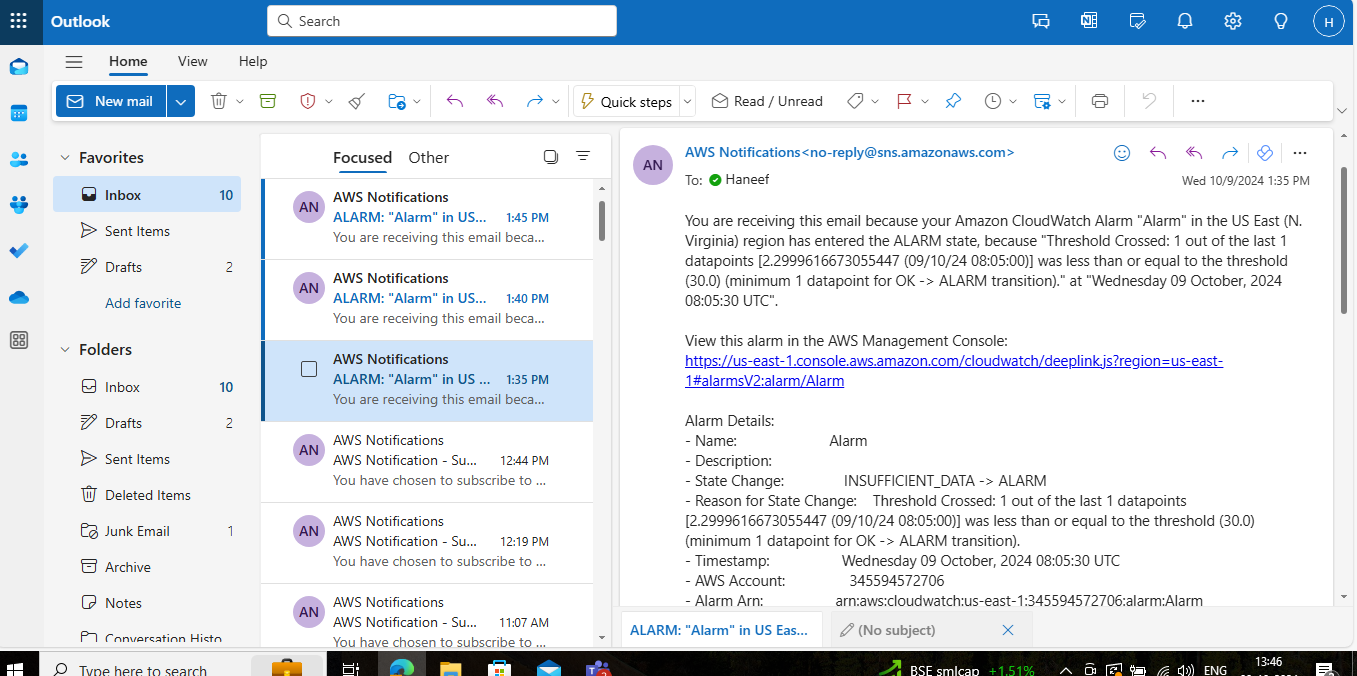 Outlook
Search
H
Home View Help
New mail
Quick steps
Read / Unread
Favorites
Inbox 10
Sent Items
Drafts 2
Add favorite
Folders
Inbox 10
Drafts 2
Sent Items
Deleted Items
Junk Email 1
Archive
Notes
Conversation Histo
Focused Other
AN
AWS Notifications
ALARM: "Alarm" in US... 1:45 PM
You are receiving this email beca...
AN
AWS Notifications
ALARM: "Alarm" in US... 1:40 PM
You are receiving this email beca...
AWS Notifications
ALARM: "Alarm" in US ... 1:35 PM
You are receiving this email beca...
AN
AWS Notifications
AWS Notification - Su... 12:44 PM
You have chosen to subscribe to ...
AN
AWS Notifications
AWS Notification - Su... 12:19 PM
You have chosen to subscribe to ...
AN
AWS Notifications
AWS Notification - Su... 11:07 AM
You have chosen to subscribe to ...
AN
AWS Notifications<no-reply@sns.amazonaws.com>
To: Haneef
Wed 10/9/2024 1:35 PM
You are receiving this email because your Amazon CloudWatch Alarm "Alarm" in the US East (N.
Virginia) region has entered the ALARM state, because "Threshold Crossed: 1 out of the last 1
datapoints [2.2999616673055447 (09/10/24 08:05:00)] was less than or equal to the threshold
(30.0) (minimum 1 datapoint for OK -> ALARM transition)." at "Wednesday 09 October, 2024
08:05:30 UTC".
View this alarm in the AWS Management Console:
https://us-east-1.console.aws.amazon.com/cloudwatch/deeplink.js?region=us-east-
1#alarmsV2:alarm/Alarm
Alarm Details:
- Name: Alarm
- Description:
- State Change: INSUFFICIENT_DATA -> ALARM
- Reason for State Change: Threshold Crossed: 1 out of the last 1 datapoints
[2.2999616673055447 (09/10/24 08:05:00)] was less than or equal to the threshold (30.0)
(minimum 1 datapoint for OK -> ALARM transition).
- Timestamp: Wednesday 09 October, 2024 08:05:30 UTC
- AWS Account: 345594572706
- Alarm Arn: arn:aws:cloudwatch:us-east-1:345594572706:alarm:Alarm
ALARM: "Alarm" in US Eas...
(No subject)
Type here to search
BSE smlcap +1.51%
ENG
13:46